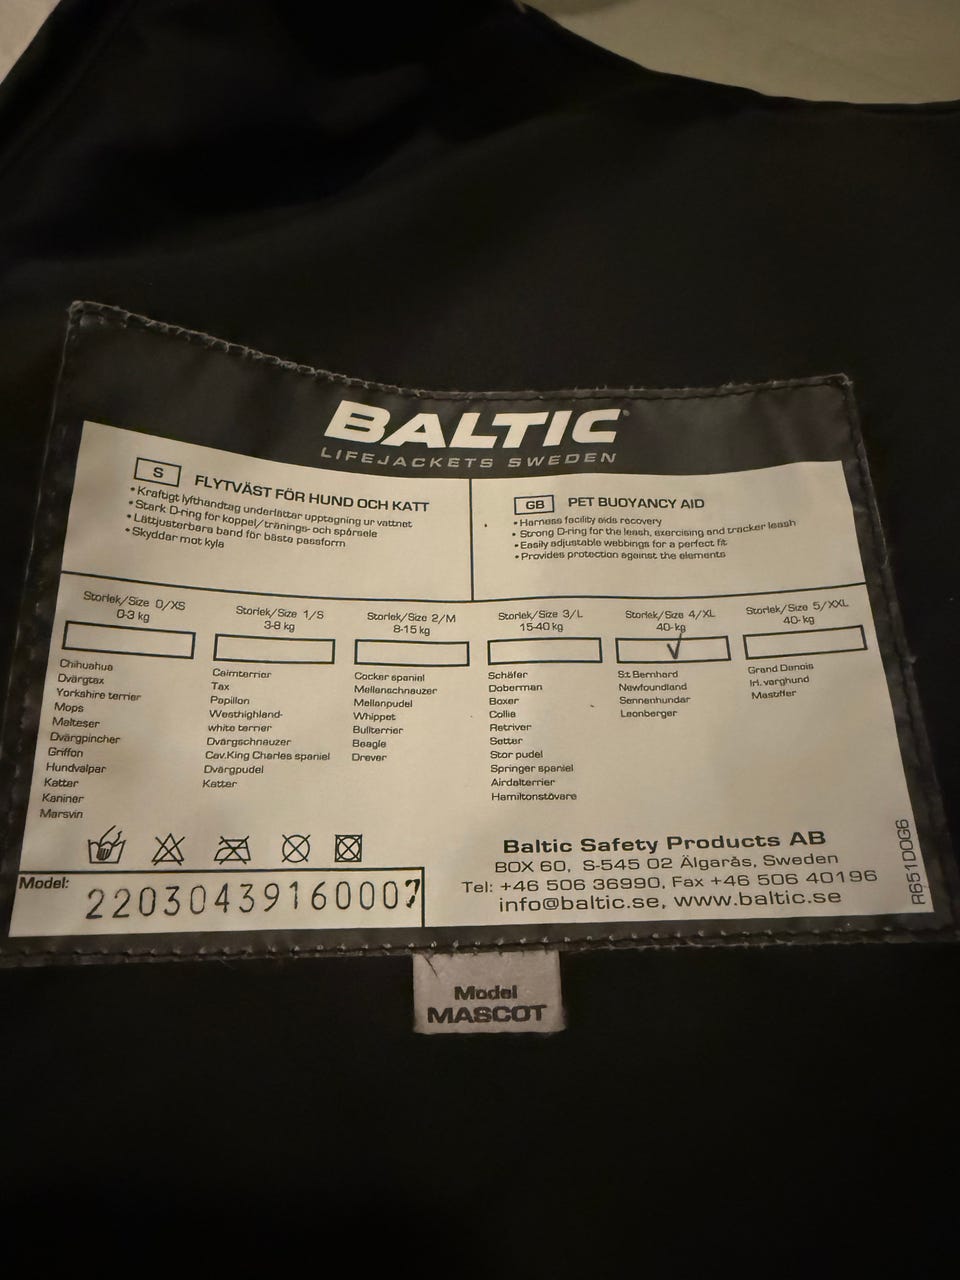 BALTIC
LIFEJACKETS SWEDEN
S FLYTVÄST FÖR HUND OCH KATT
• Kraftigt lyfthandtag underlättar upptagning ur vattnet
• Stark D-ring för koppel/tränings- och spårsele
• Lättjusterbara band för bästa passform
• Skyddar mot kyla
GB PET BUOYANCY AID
• Harness facility aids recovery
• Strong D-ring for the leash, exercising and tracker leash
• Easily adjustable webbings for a perfect fit
• Provides protection against the elements
Storlek/Size 0/XS
0-3 kg
Chihuahua
Dvärgtax
Yorkshire terrier
Mops
Malteser
Dvärgpincher
Griffon
Hundvalpar
Katter
Kaniner
Marsvin
Storlek/Size 1/S
3-8 kg
Cairnterrier
Tax
Papillon
Westhighland-
white terrier
Dvärgschnauzer
Cav.King Charles spaniel
Dvärgpudel
Katter
Storlek/Size 2/M
8-15 kg
Cocker spaniel
Mellanschnauzer
Mellanpudel
Whippet
Bullterrier
Beagle
Drever
Storlek/Size 3/L
15-40 kg
Schäfer
Doberman
Boxer
Collie
Retriver
Setter
Stor pudel
Springer spaniel
Airdalterrier
Hamiltonstövare
Storlek/Size 4/XL
40- kg
St Bernhard
Newfoundland
Sennenhundar
Leonberger
Storlek/Size 5/XXL
40- kg
Grand Danois
Irl. varghund
Mastiffer
Model: 22030439160007
Baltic Safety Products AB
BOX 60, S-545 02 Älgarås, Sweden
Tel: +46 506 36990, Fax +46 506 40196
info@baltic.se, www.baltic.se
R651DOG6
Model
MASCOT